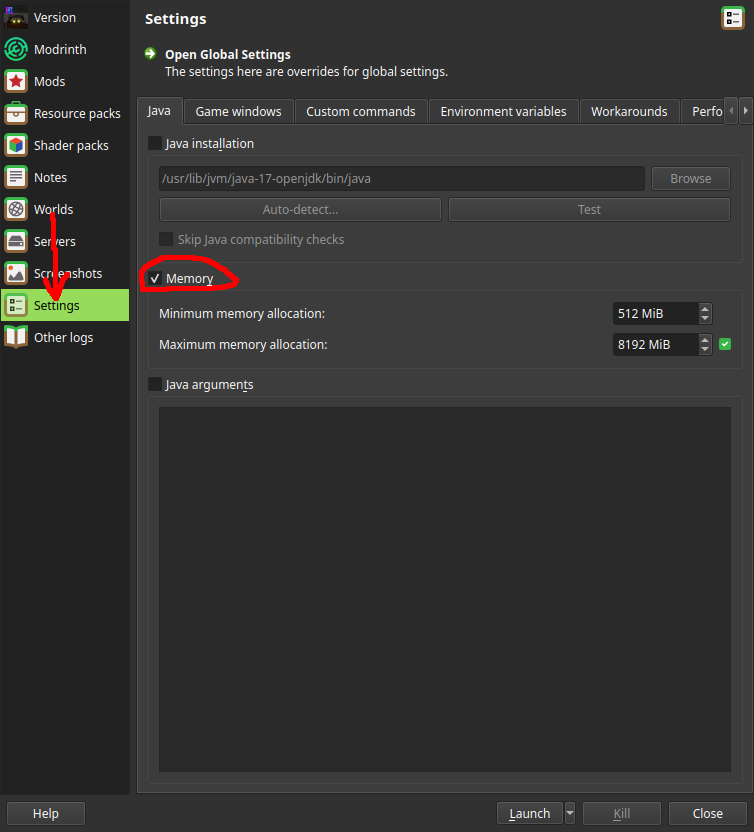 Version
Modrinth
Mods
Resource packs
Shader packs
Notes
Worlds
Servers
Screenshots
Settings
Other logs
Settings
Open Global Settings
The settings here are overrides for global settings.
Java Game windows Custom commands Environment variables Workarounds Perfo
Java installation
/usr/lib/jvm/java-17-openjdk/bin/java Browse
Auto-detect... Test
Skip Java compatibility checks
Memory
Minimum memory allocation: 512 MiB
Maximum memory allocation: 8192 MiB
Java arguments
Help Launch Kill Close